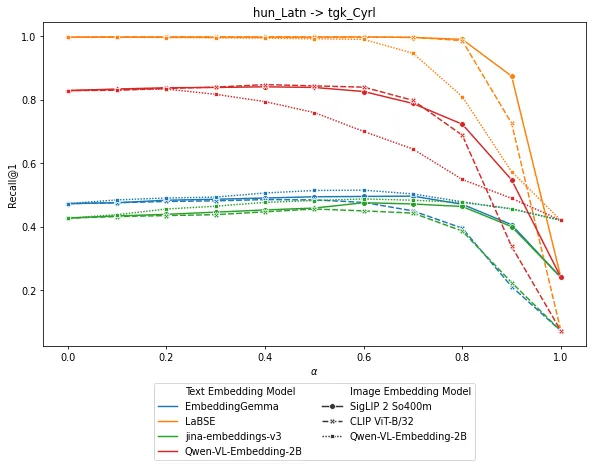 hun_Latn -> tgk_Cyrl
Recall@1
1.0
0.8
0.6
0.4
0.2
0.0 0.2 0.4 0.6 0.8 1.0
α
Text Embedding Model
EmbeddingGemma
LaBSE
jina-embeddings-v3
Qwen-VL-Embedding-2B
Image Embedding Model
SigLIP 2 So400m
CLIP ViT-B/32
Qwen-VL-Embedding-2B